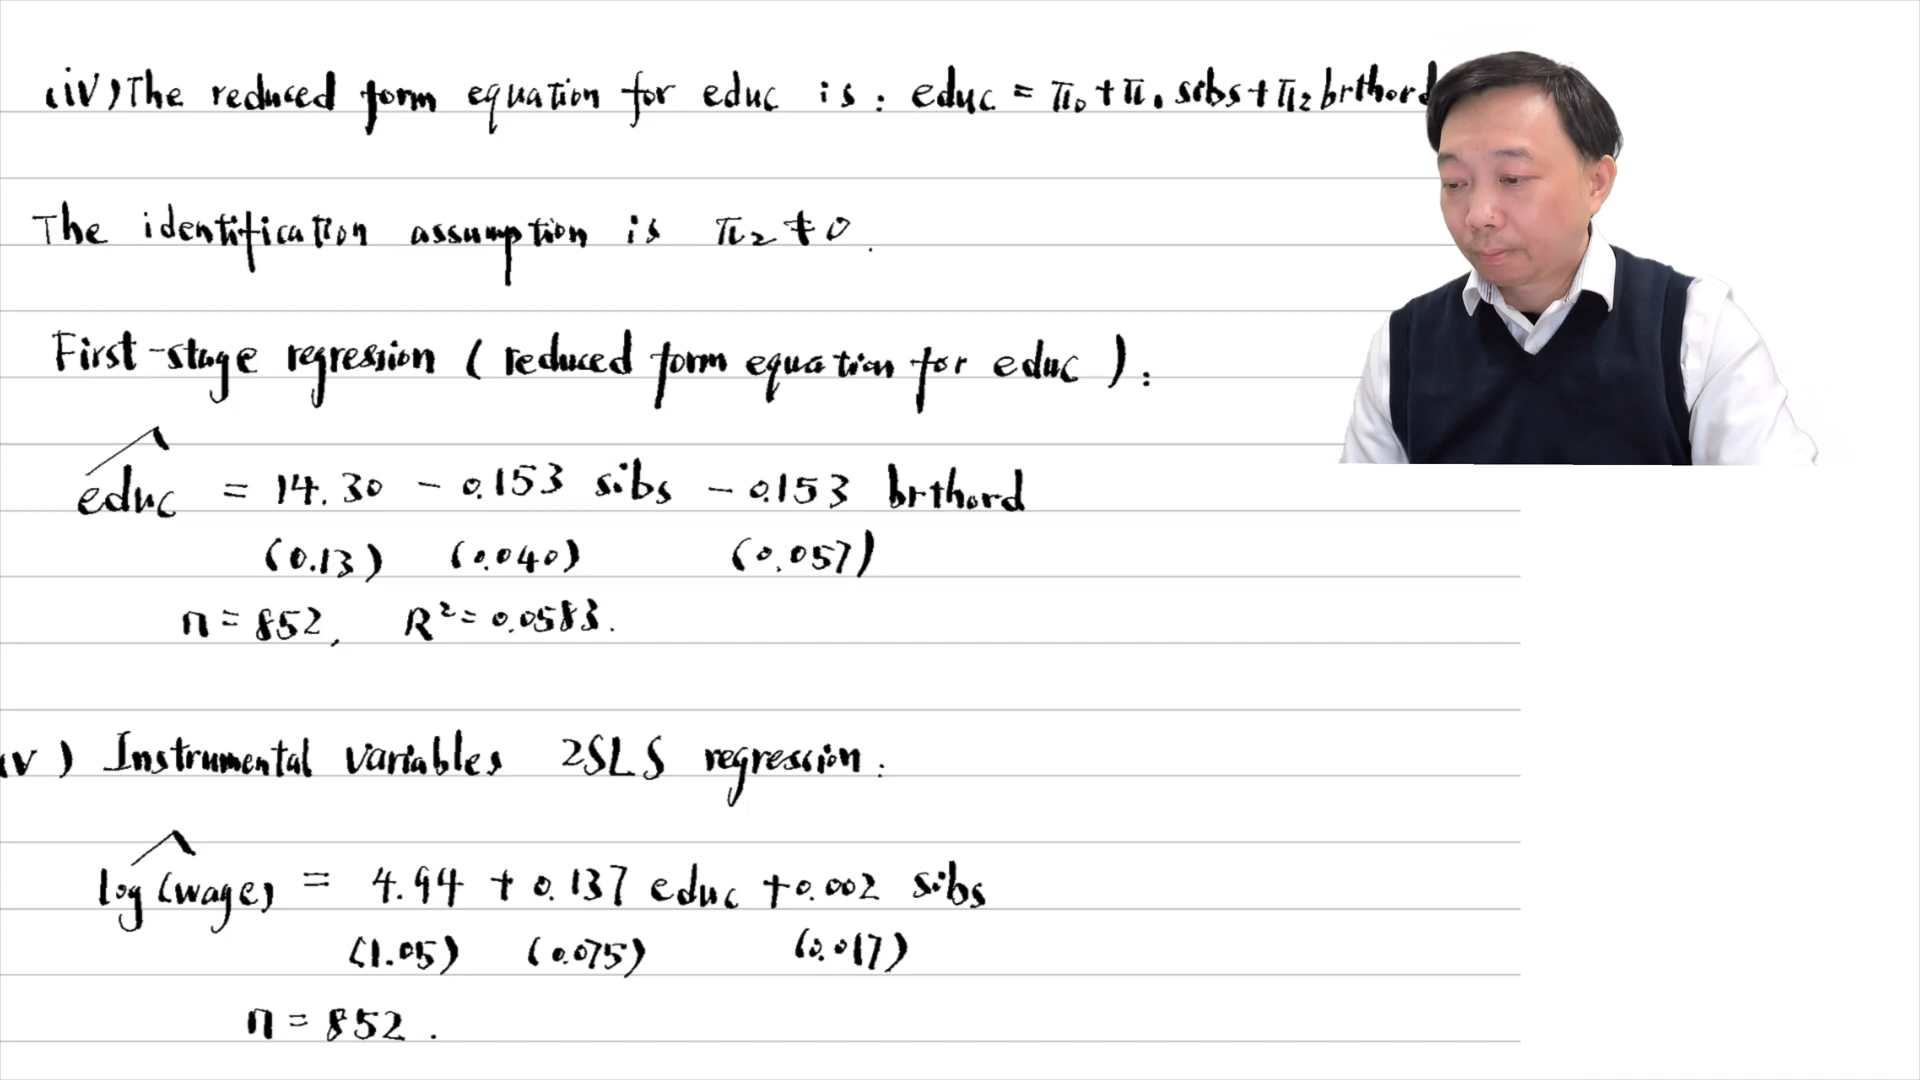 (iv) The reduced form equation for educ is: educ = π₀ + π₁ sibs + π₂ brthord
The identification assumption is π₂ ≠ 0.
First-stage regression (reduced form equation for educ):
educ^ = 14.30 - 0.153 sibs - 0.153 brthord
(0.13) (0.040) (0.057)
n = 852, R² = 0.0583.
(v) Instrumental variables 2SLS regression:
log(wage)^ = 4.94 + 0.137 educ + 0.002 sibs
(1.05) (0.075) (0.017)
n = 852.